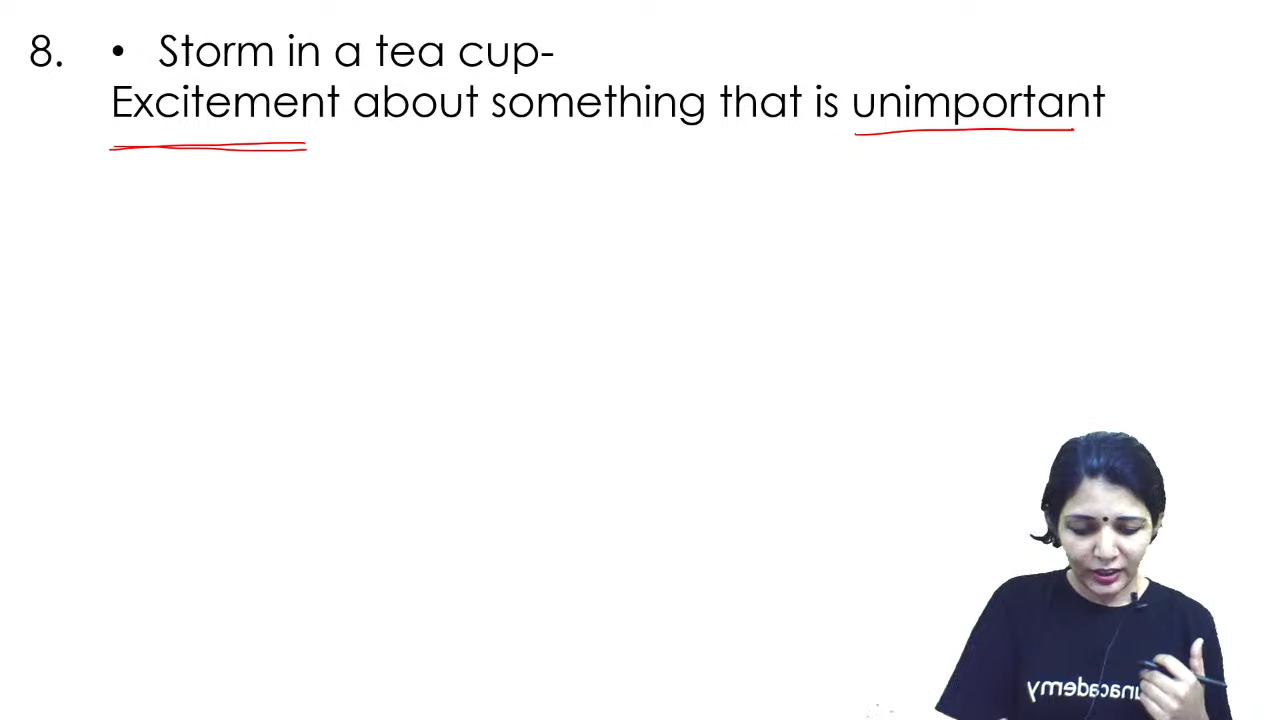 8. • Storm in a tea cup-
Excitement about something that is unimportant
unacademy